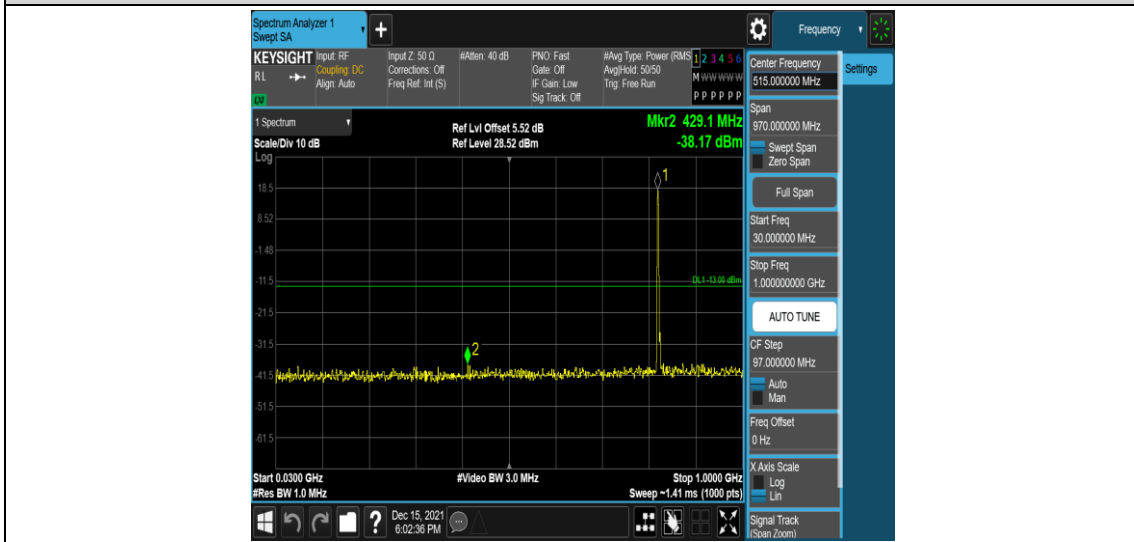 Spectrum Analyzer 1
Swept SA
+
Frequency
KEYSIGHT
RL
Input: RF
Coupling: DC
Align: Auto
Input Z: 50 Ω
Corrections: Off
Freq Ref: Int (S)
#Atten: 40 dB
PNO: Fast
Gate: Off
IF Gain: Low
Sig Track: Off
#Avg Type: Power (RMS
Avg|Hold: 50/50
Trig: Free Run
1 2 3 4 5 6
M W W W W W
P P P P P P
1 Spectrum
Scale/Div 10 dB
Log
Ref Lvl Offset 5.52 dB
Ref Level 28.52 dBm
Mkr2 429.1 MHz
-38.17 dBm
18.5
8.52
-1.48
-11.5
-21.5
-31.5
-41.5
-51.5
-61.5
1
DL1 -13.00 dBm
2
Start 0.0300 GHz
#Res BW 1.0 MHz
#Video BW 3.0 MHz
Stop 1.0000 GHz
Sweep ~1.41 ms (1000 pts)
Center Frequency
515.000000 MHz
Settings
Span
970.000000 MHz
Swept Span
Zero Span
Full Span
Start Freq
30.000000 MHz
Stop Freq
1.000000000 GHz
AUTO TUNE
CF Step
97.000000 MHz
Auto
Man
Freq Offset
0 Hz
X Axis Scale
Log
Lin
Signal Track
(Span Zoom)
?
Dec 15, 2021
6:02:36 PM